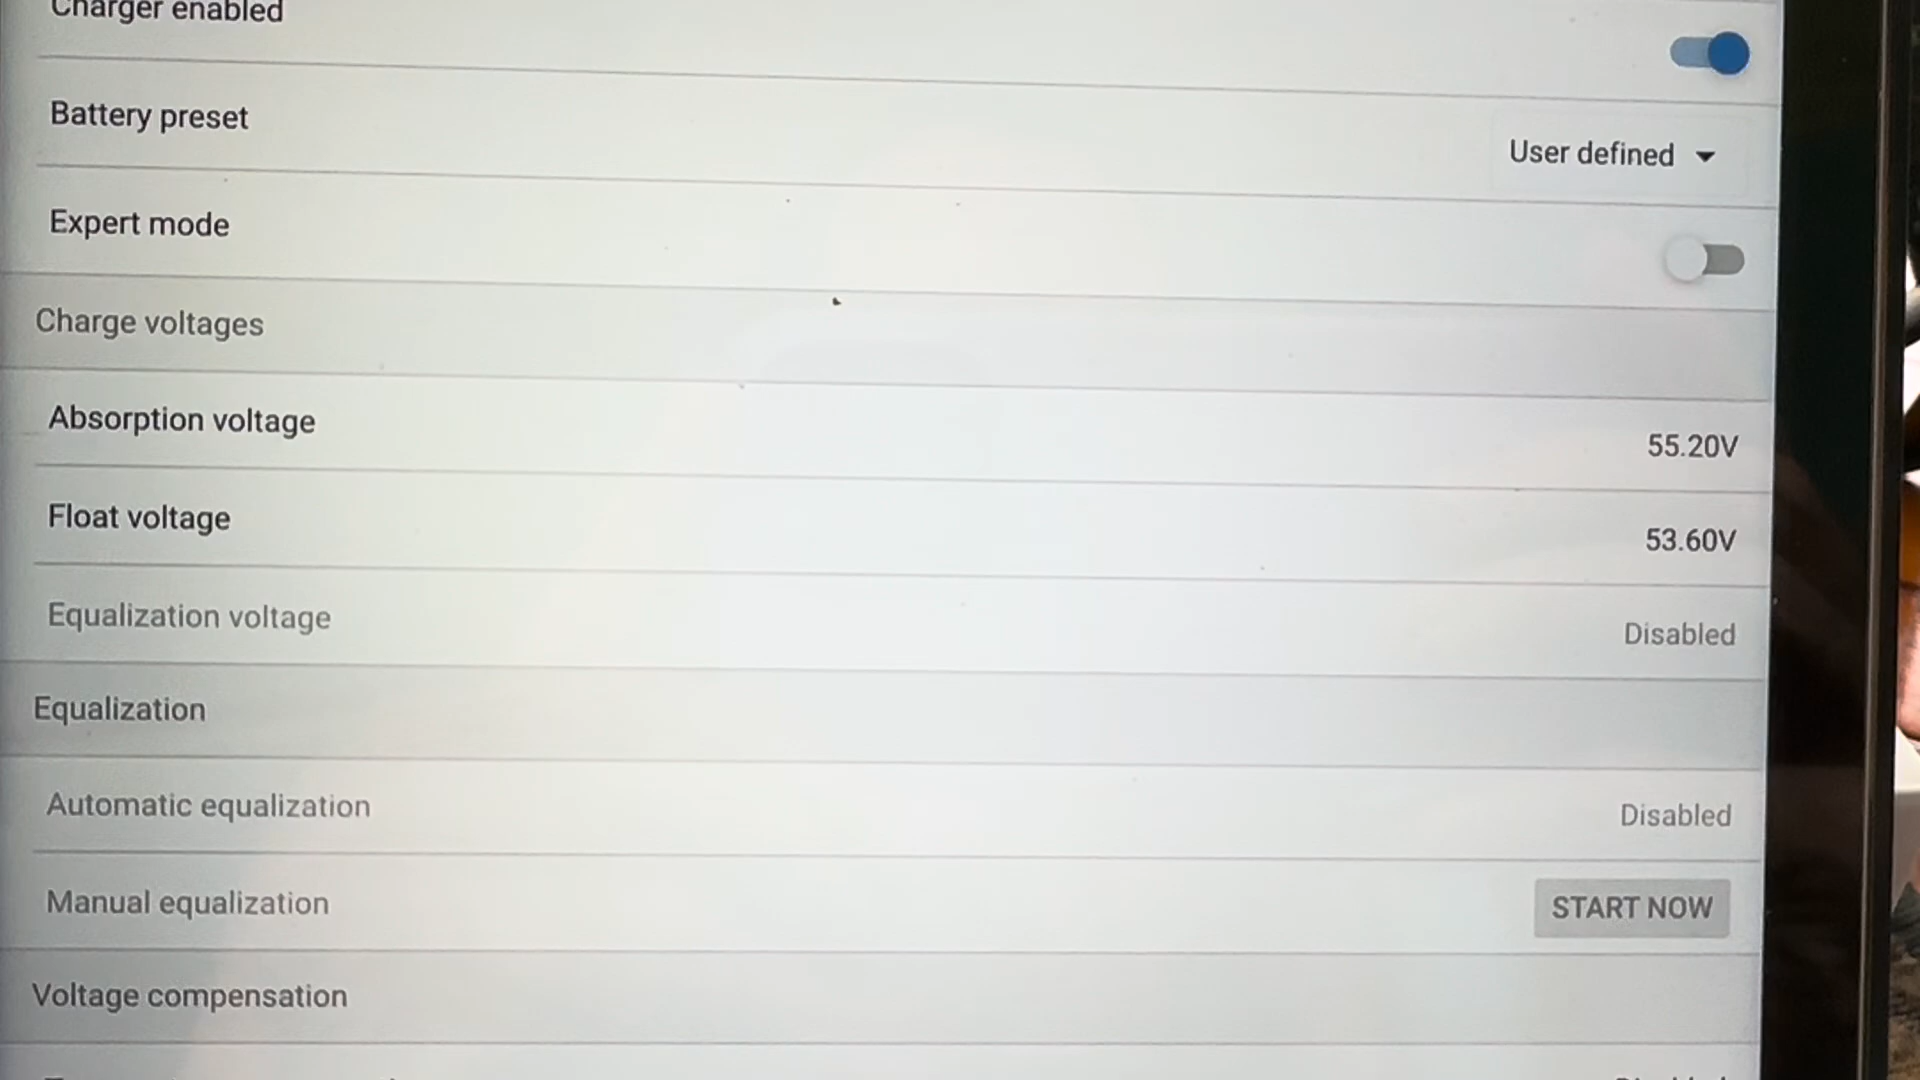 Charger enabled
Battery preset
User defined
Expert mode
Charge voltages
Absorption voltage
55.20V
Float voltage
53.60V
Equalization voltage
Disabled
Equalization
Automatic equalization
Disabled
Manual equalization
START NOW
Voltage compensation